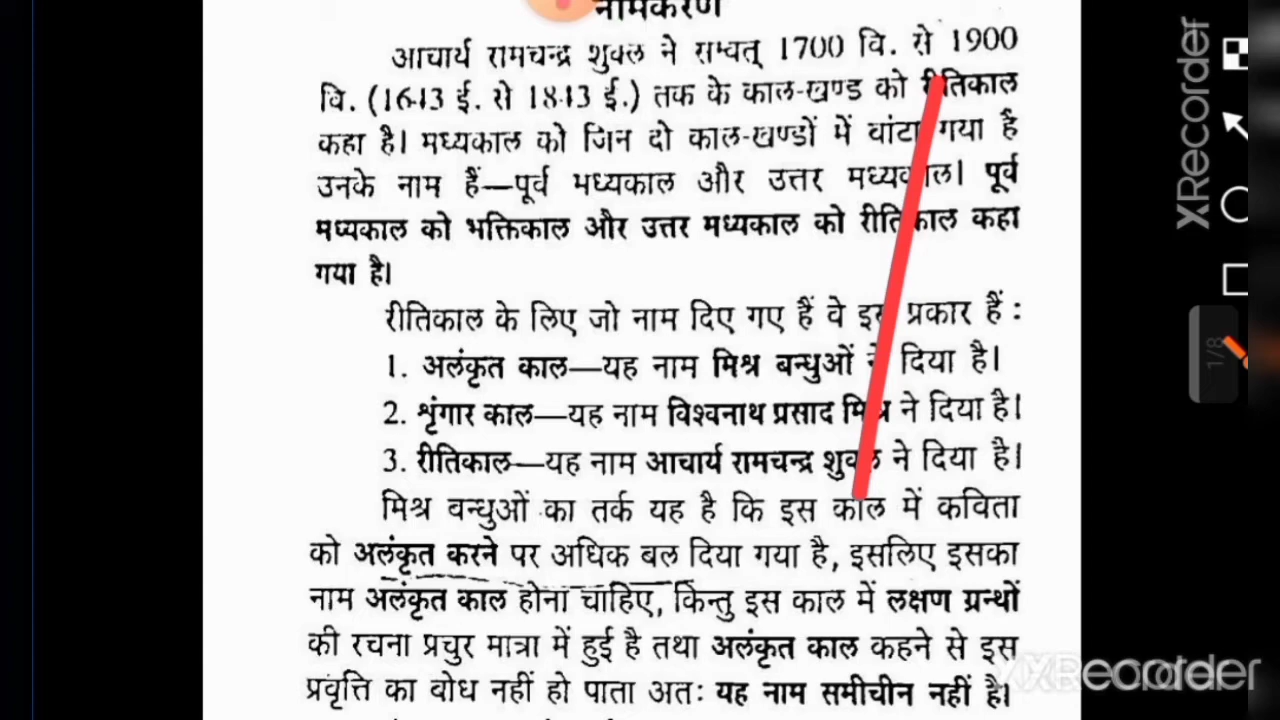 नामकरण
आचार्य रामचन्द्र शुक्ल ने सम्वत् 1700 वि. से 1900
वि. (1643 ई. से 1843 ई.) तक के काल-खण्ड को रीतिकाल
कहा है। मध्यकाल को जिन दो काल-खण्डों में बांटा गया है
उनके नाम हैं—पूर्व मध्यकाल और उत्तर मध्यकाल। पूर्व
मध्यकाल को भक्तिकाल और उत्तर मध्यकाल को रीतिकाल कहा
गया है।
रीतिकाल के लिए जो नाम दिए गए हैं वे इस प्रकार हैं :
1. अलंकृत काल—यह नाम मिश्र बन्धुओं ने दिया है।
2. शृंगार काल—यह नाम विश्वनाथ प्रसाद मिश्र ने दिया है।
3. रीतिकाल—यह नाम आचार्य रामचन्द्र शुक्ल ने दिया है।
मिश्र बन्धुओं का तर्क यह है कि इस काल में कविता
को अलंकृत करने पर अधिक बल दिया गया है, इसलिए इसका
नाम अलंकृत काल होना चाहिए, किन्तु इस काल में लक्षण ग्रन्थों
की रचना प्रचुर मात्रा में हुई है तथा अलंकृत काल कहने से इस
प्रवृत्ति का बोध नहीं हो पाता अतः यह नाम समीचीन नहीं है।
XRecorder
1/8
XRecorder